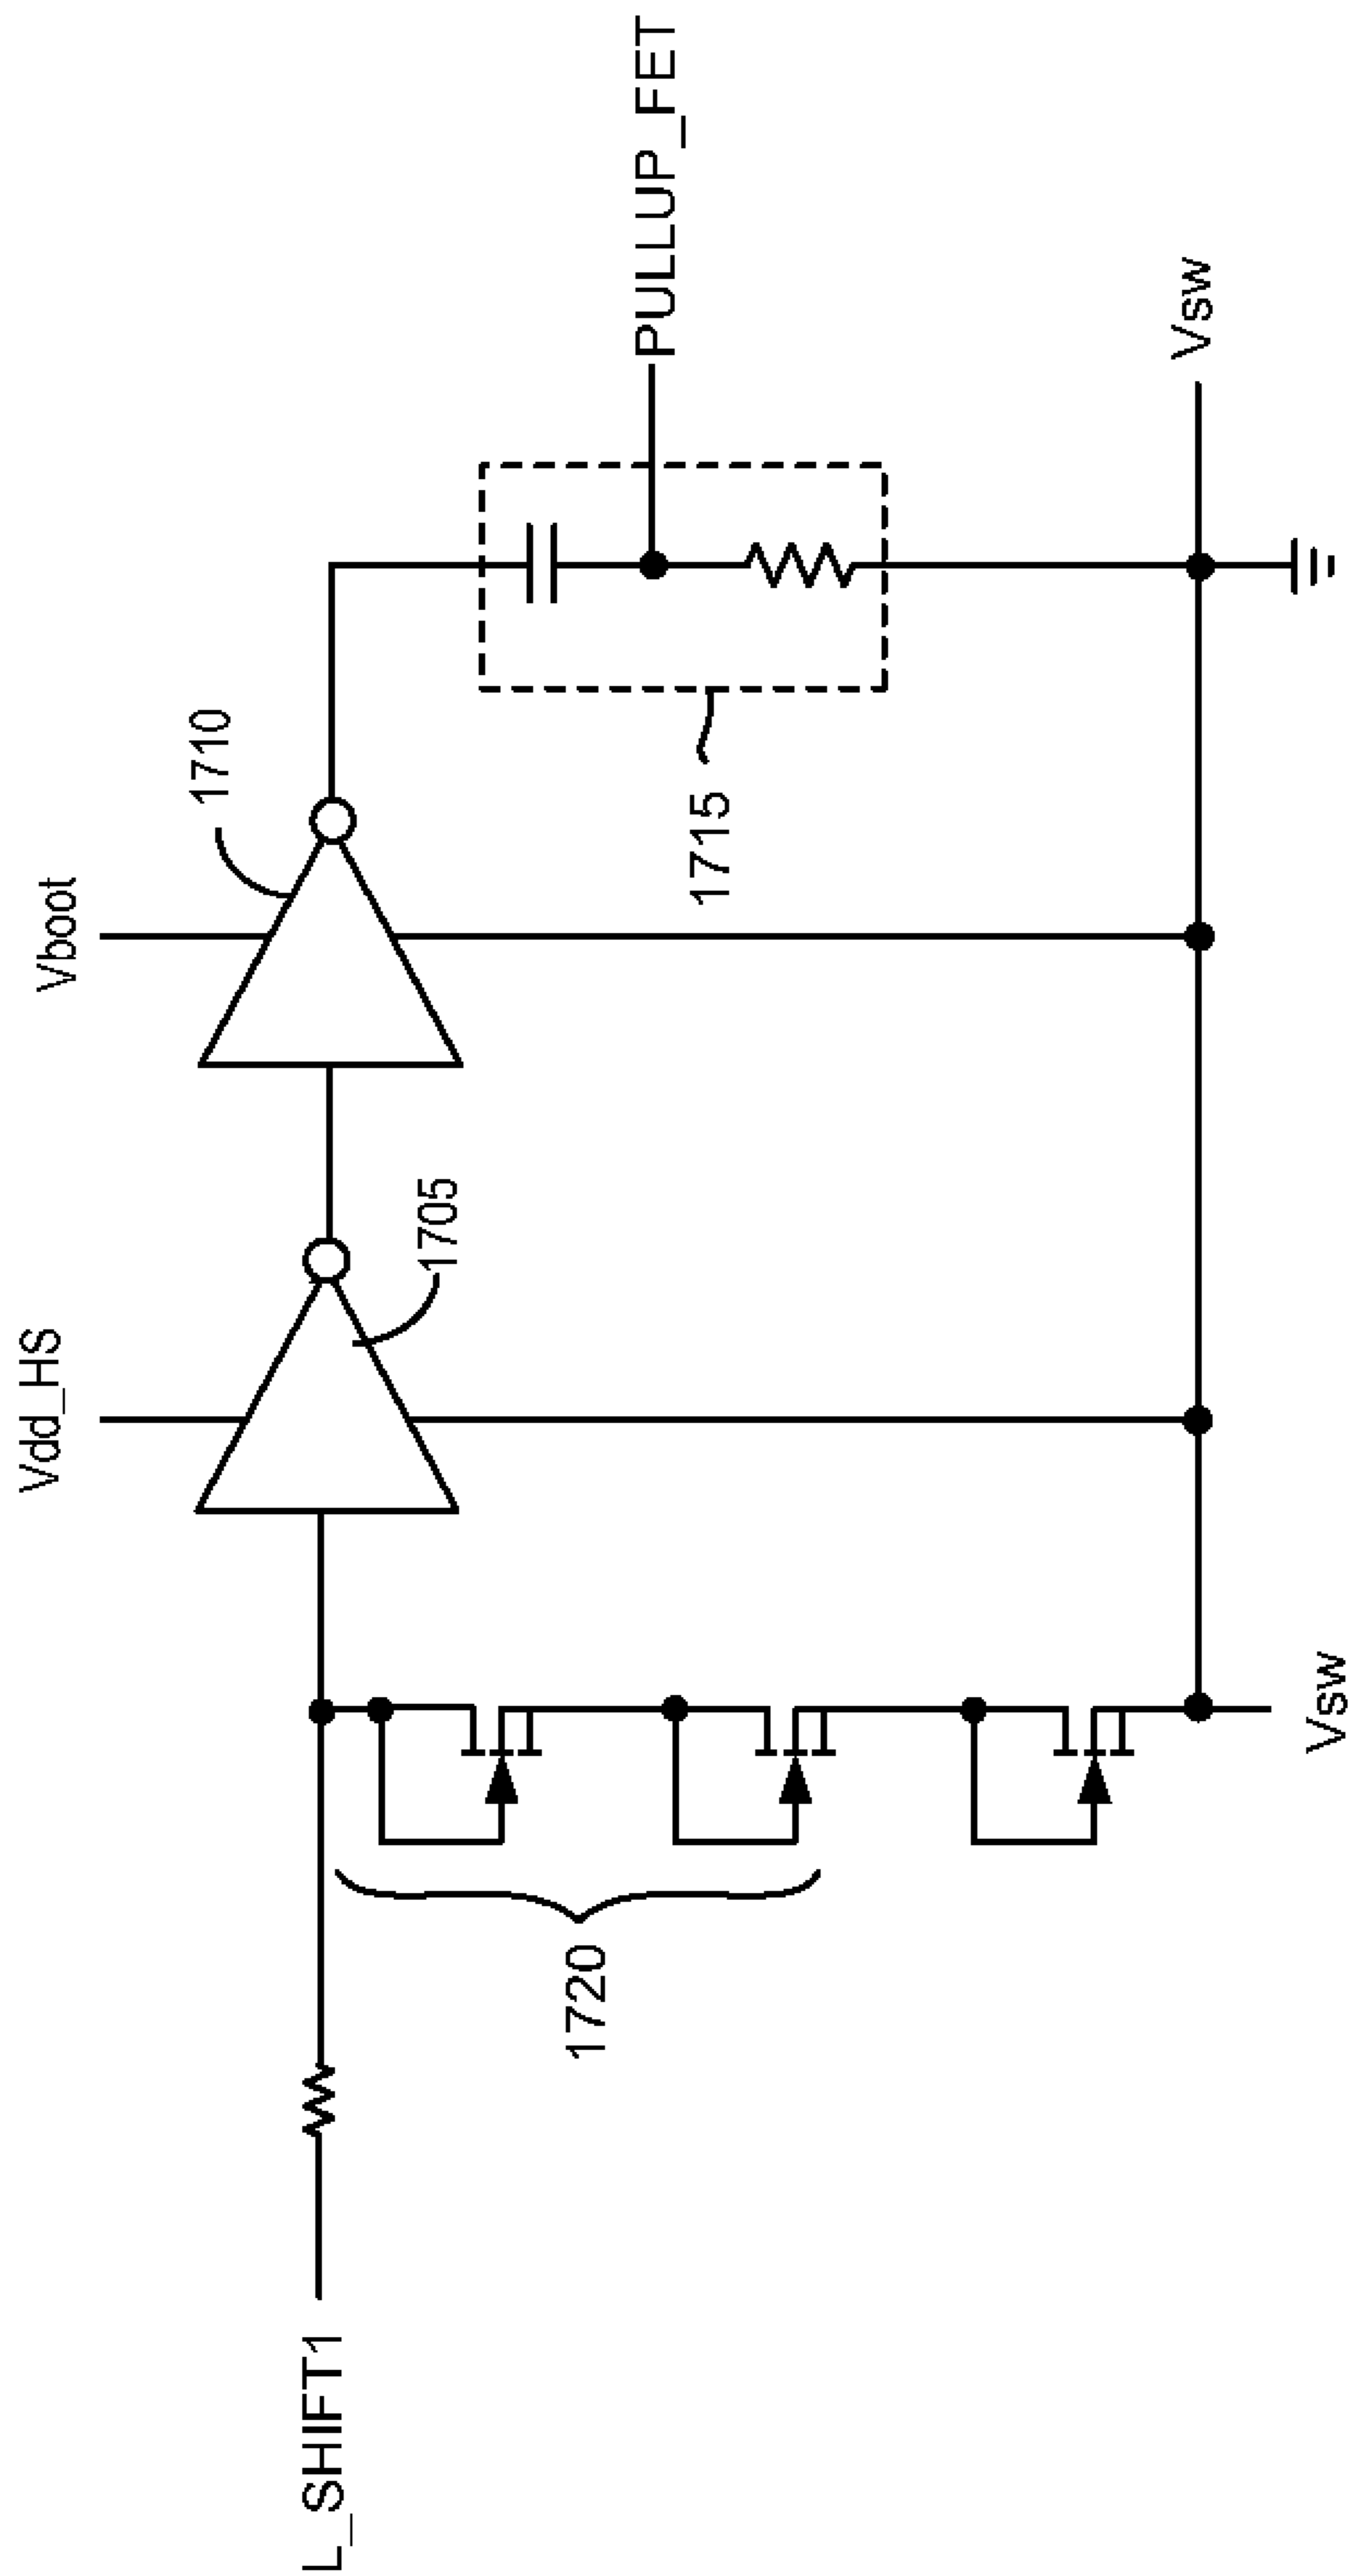 Vdd_HS
Vboot
1710
1705
L_SHIFT1
1720
1715
PULLUP_FET
Vsw
Vsw